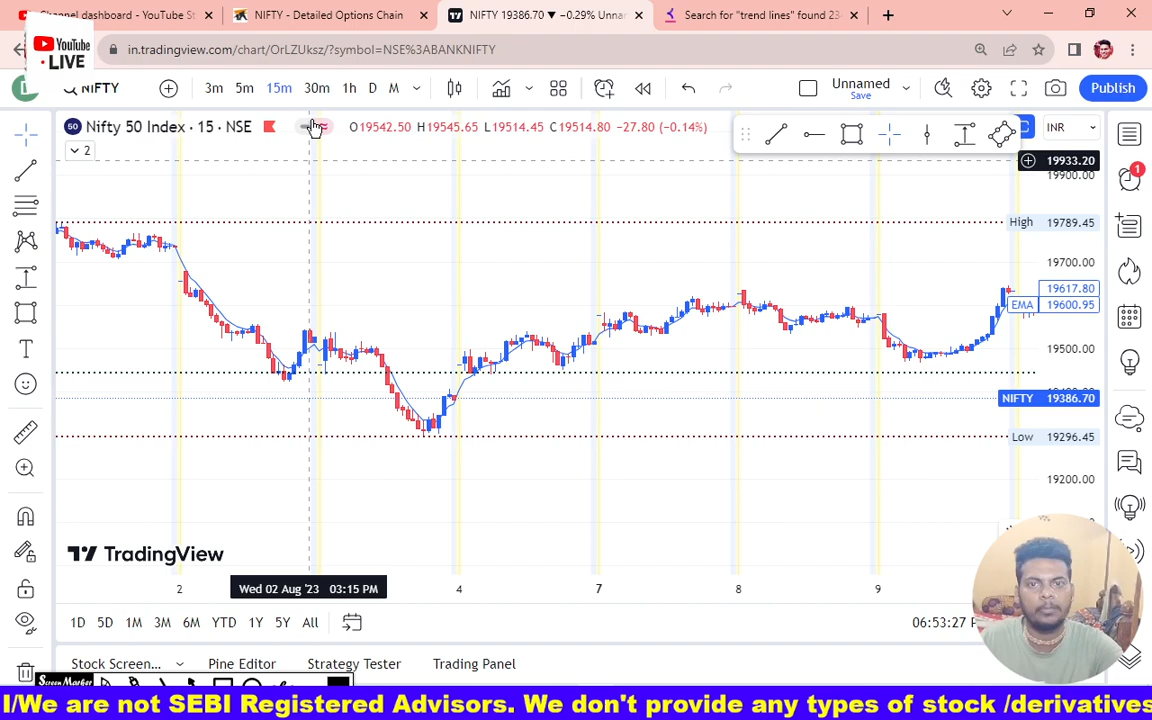 Channel dashboard - YouTube St
NIFTY - Detailed Options Chain
NIFTY 19386.70 ▼ −0.29% Unna
Search for "trend lines" found 23
in.tradingview.com/chart/OrLZUksz/?symbol=NSE%3ABANKNIFTY
YouTube
LIVE
NIFTY
3m 5m 15m 30m 1h D M
Unnamed
Save
Publish
50 Nifty 50 Index · 15 · NSE
O19542.50 H19545.65 L19514.45 C19514.80 −27.80 (−0.14%)
INR
2
19933.20
19900.00
High 19789.45
19700.00
19617.80
EMA 19600.95
19500.00
NIFTY 19386.70
Low 19296.45
19200.00
1
TradingView
Wed 02 Aug '23 03:15 PM
2 4 7 8 9
1D 5D 1M 3M 6M YTD 1Y 5Y All
06:53:27
Stock Screen... Pine Editor Strategy Tester Trading Panel
Screen Marker
I/We are not SEBI Registered Advisors. We don't provide any types of stock /derivatives